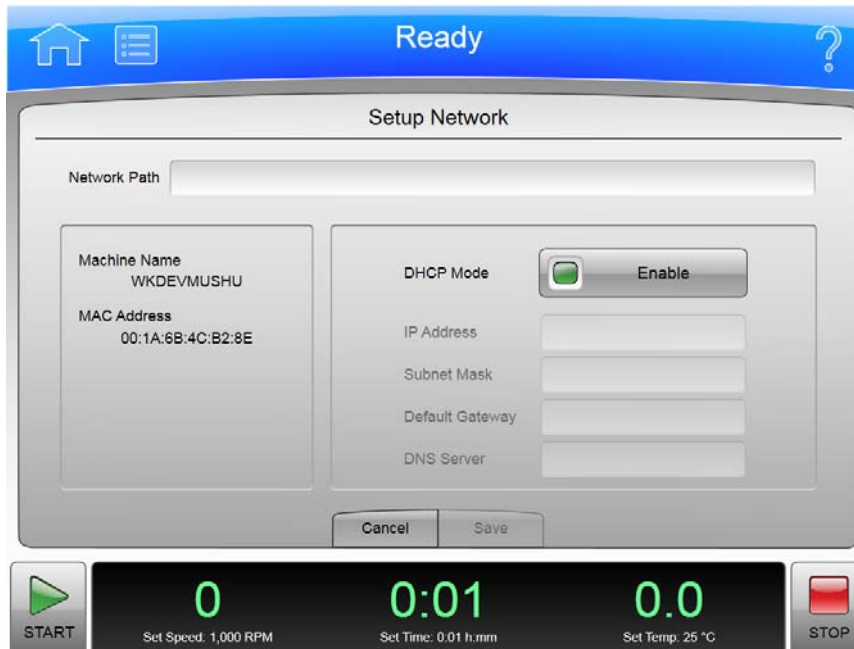 Ready
?
Setup Network
Network Path
Machine Name
WKDEVMUSHU
MAC Address
00:1A:6B:4C:B2:8E
DHCP Mode
Enable
IP Address
Subnet Mask
Default Gateway
DNS Server
Cancel
Save
START
0
Set Speed: 1,000 RPM
0:01
Set Time: 0:01 h:mm
0.0
Set Temp: 25 °C
STOP